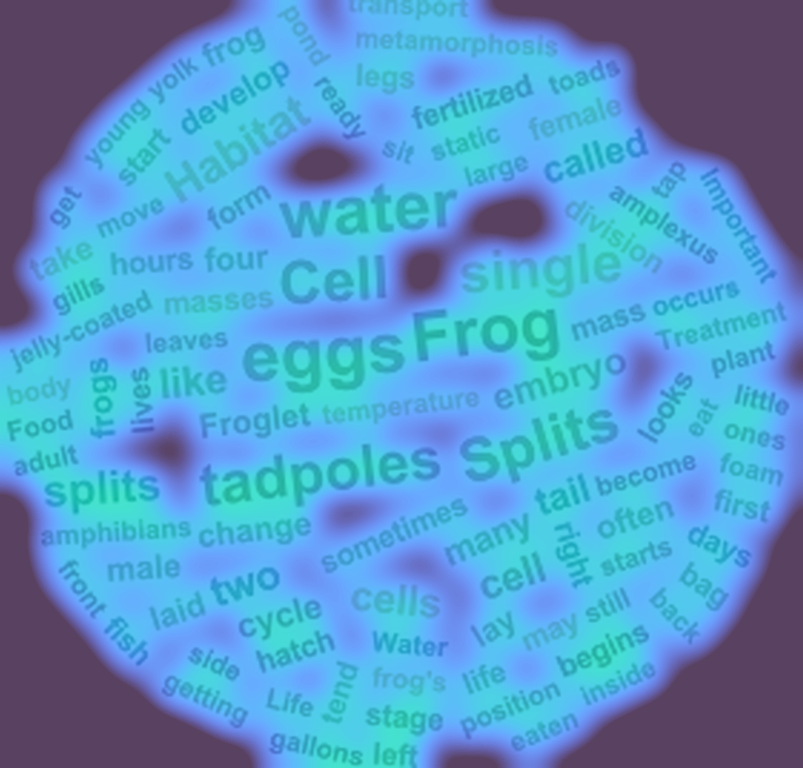 transport
metamorphosis
pond
legs
young yolk frog
develop
ready
fertilized
toads
start
Habitat
sit
static
female
large
called
get
move
form
water
tap
Important
amplexus
division
take
hours four
Cell
single
gills
masses
jelly-coated
leaves
eggs
Frog
mass occurs
Treatment
body
frogs
lives
like
embryo
plant
Food
Froglet
temperature
looks
eat
little
ones
adult
splits
tadpoles
Splits
foam
amphibians
change
sometimes
many
tail
become
often
first
male
right
starts
days
front fish
laid
two
cells
cell
bag
cycle
lay
may
still
back
side
hatch
Water
begins
getting
Life
tend
frog's
life
position
inside
stage
eaten
gallons
left